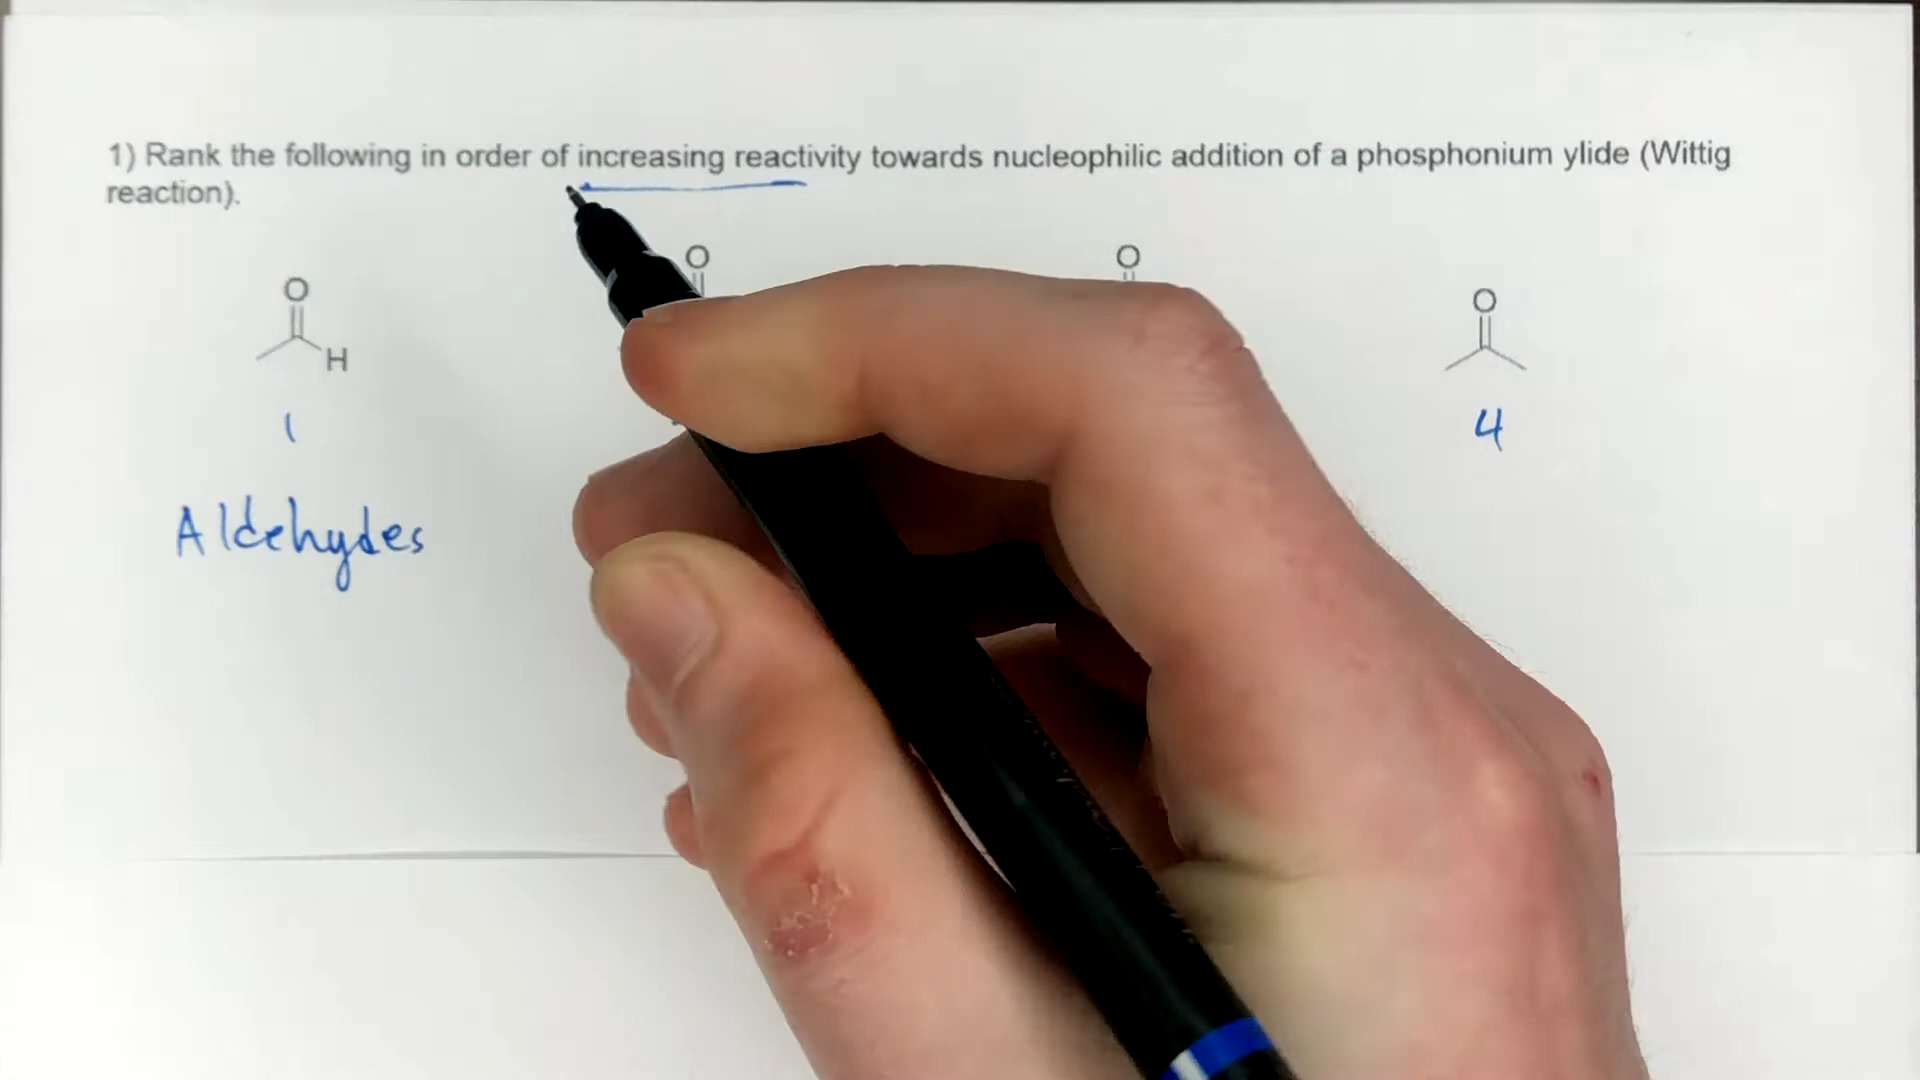 1) Rank the following in order of increasing reactivity towards nucleophilic addition of a phosphonium ylide (Wittig
reaction).
O
O
O
O
H
1
4
Aldehydes